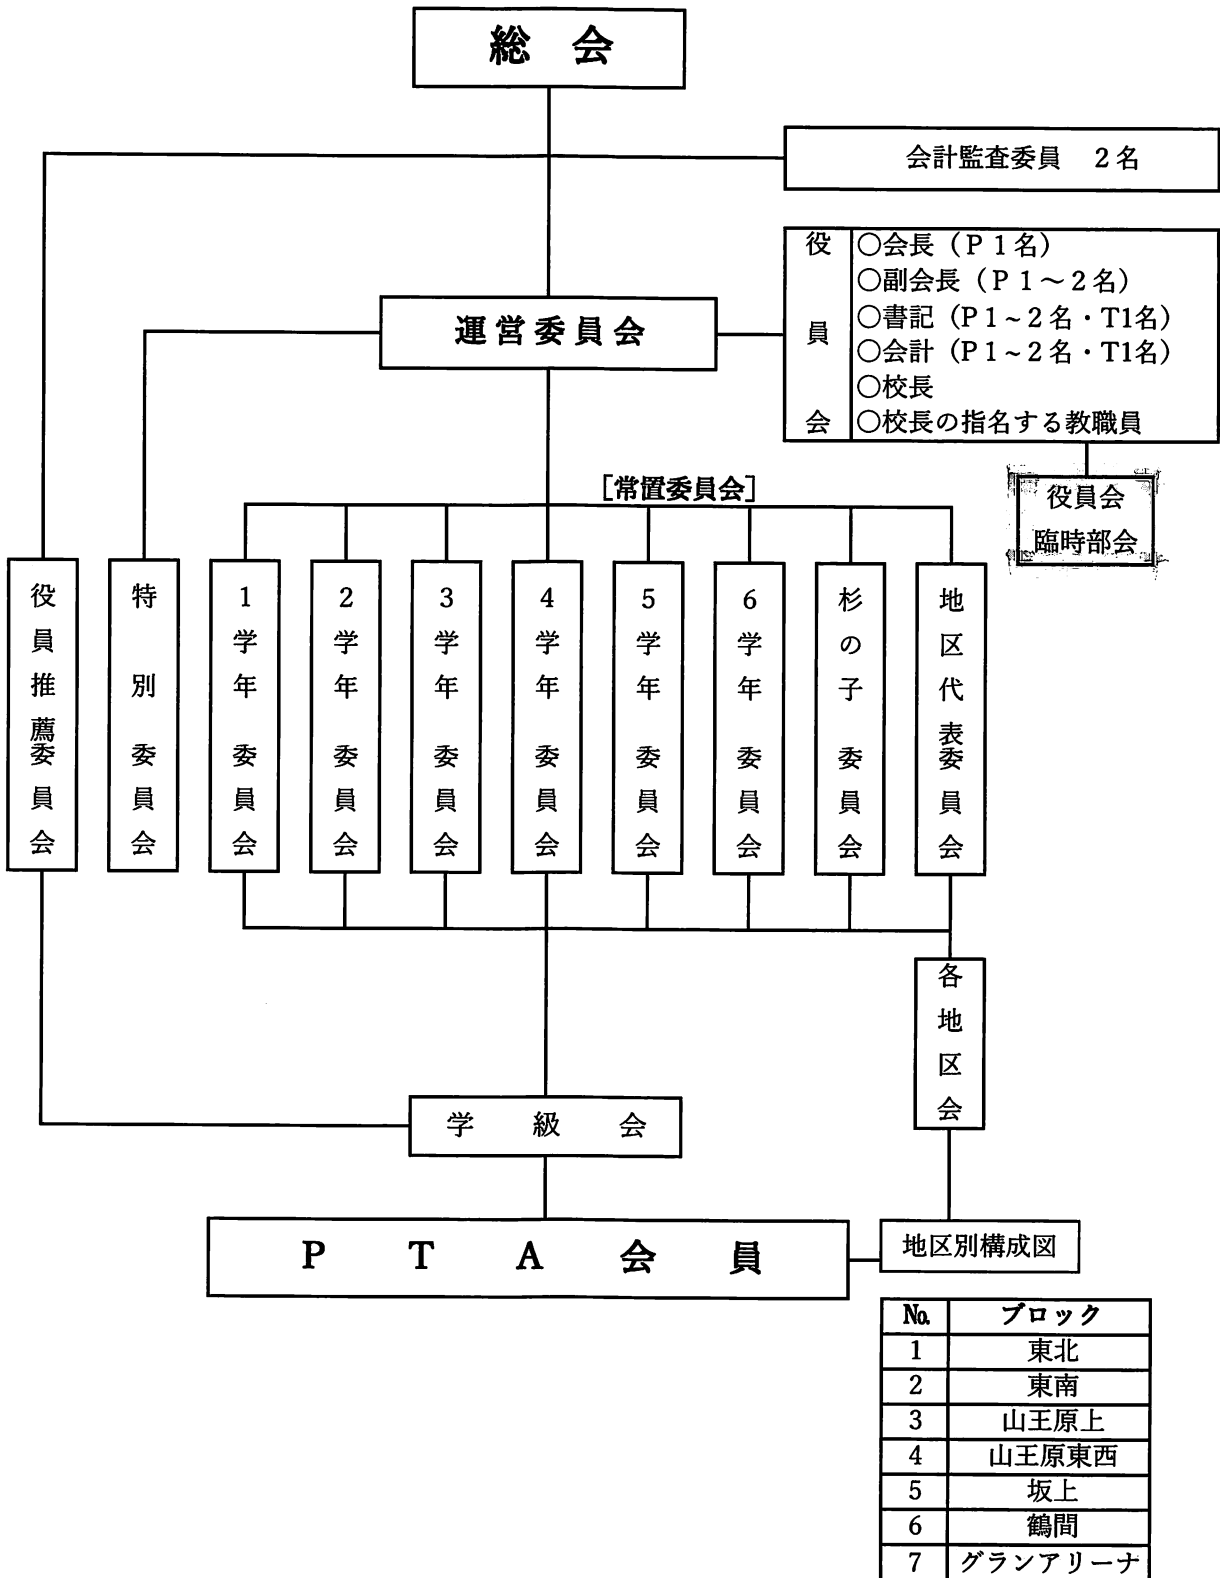 総　会
会計監査委員　２名
役員会
○会長（Ｐ１名）
○副会長（Ｐ１～２名）
○書記（Ｐ１~２名・T1名）
○会計（Ｐ１~２名・T1名）
○校長
○校長の指名する教職員
運営委員会
役員会
臨時部会
［常置委員会］
役員推薦委員会
特別委員会
１学年委員会
２学年委員会
３学年委員会
４学年委員会
５学年委員会
６学年委員会
杉の子委員会
地区代表委員会
各地区会
学　級　会
Ｐ　Ｔ　Ａ　会　員
地区別構成図
№ ブロック
1 東北
2 東南
3 山王原上
4 山王原東西
5 坂上
6 鶴間
7 グランアリーナ